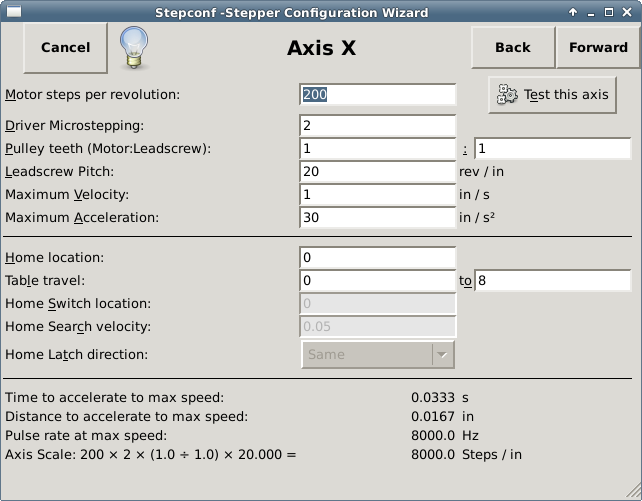 Stepconf -Stepper Configuration Wizard
Cancel
Axis X
Back
Forward
Motor steps per revolution: 200
Test this axis
Driver Microstepping: 2
Pulley teeth (Motor:Leadscrew): 1 : 1
Leadscrew Pitch: 20 rev / in
Maximum Velocity: 1 in / s
Maximum Acceleration: 30 in / s²
Home location: 0
Table travel: 0 to 8
Home Switch location: 0
Home Search velocity: 0.05
Home Latch direction: Same
Time to accelerate to max speed: 0.0333 s
Distance to accelerate to max speed: 0.0167 in
Pulse rate at max speed: 8000.0 Hz
Axis Scale: 200 × 2 × (1.0 ÷ 1.0) × 20.000 = 8000.0 Steps / in